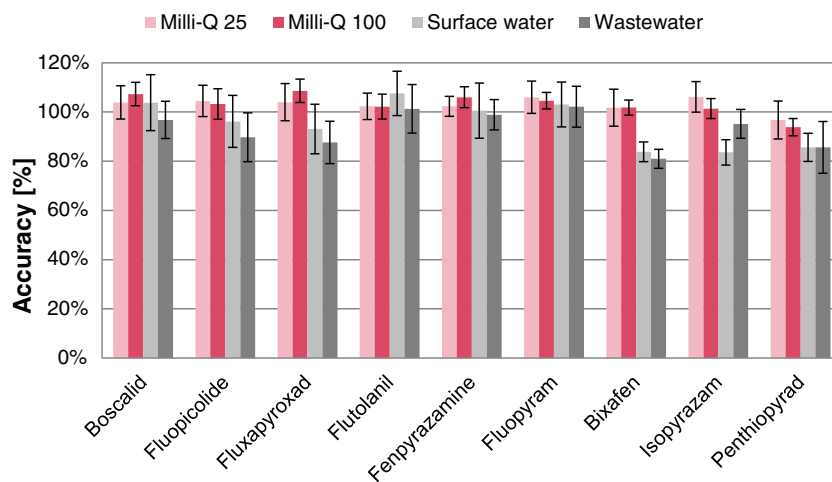 Milli-Q 25 Milli-Q 100 Surface water Wastewater
120%
100%
80%
60%
40%
20%
0%
Accuracy [%]
Boscalid
Fluopicolide
Fluxapyroxad
Flutolanil
Fenpyrazamine
Fluopyram
Bixafen
Isopyrazam
Penthiopyrad